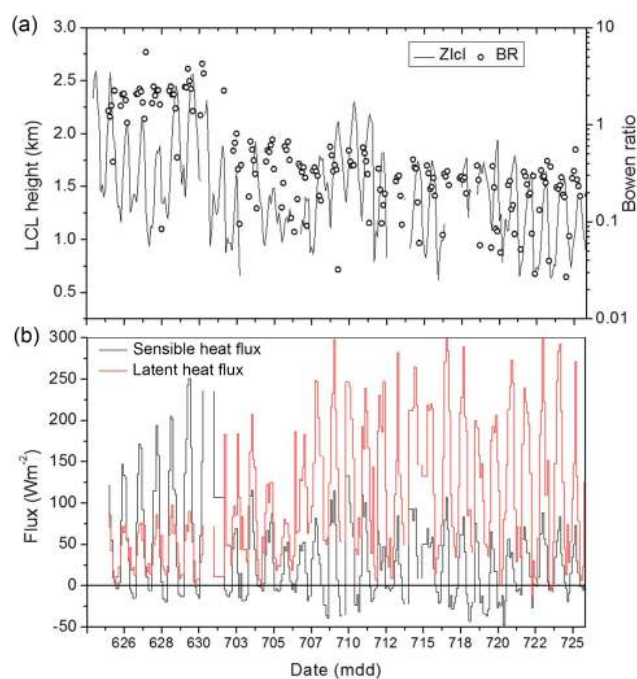 (a)
3.0
2.5
2.0
1.5
1.0
0.5
LCL height (km)
Zlcl BR
10
1
0.1
0.01
Bowen ratio
(b)
300
250
200
150
100
50
0
-50
Flux (Wm-2)
Sensible heat flux
Latent heat flux
626 628 630 703 705 707 710 712 715 716 718 720 722 725
Date (mdd)